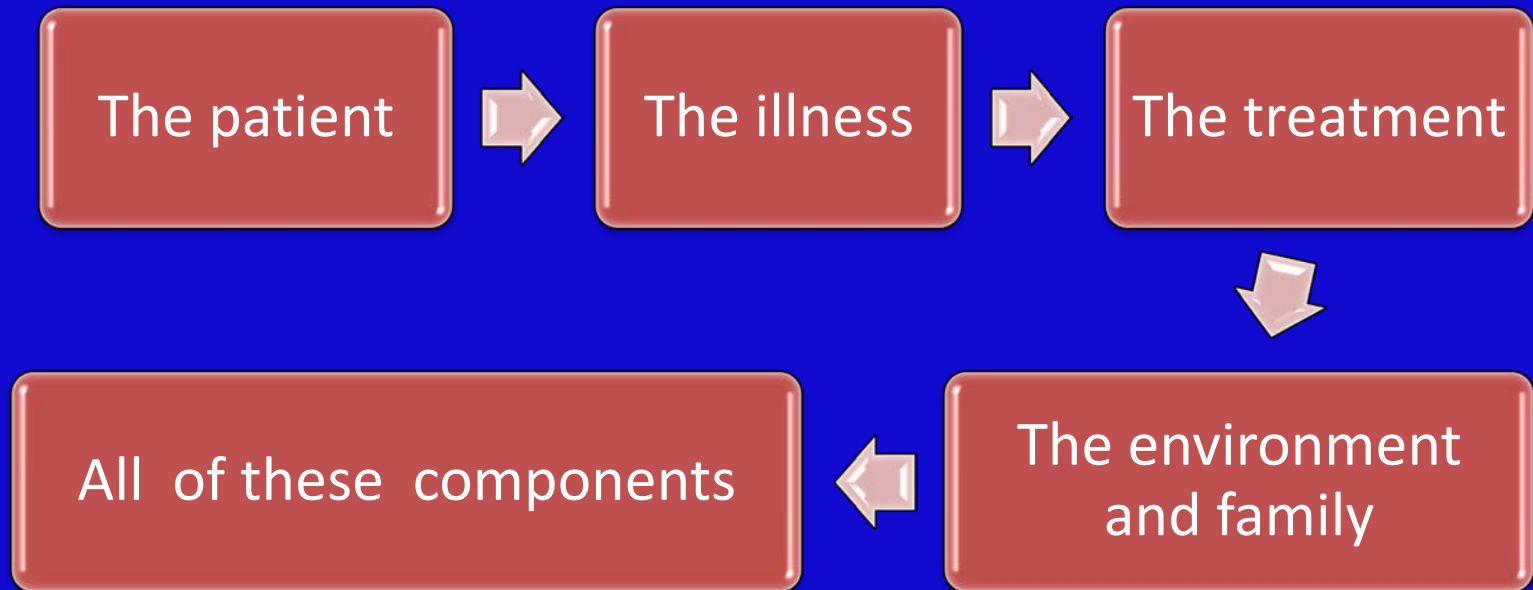 The patient
The illness
The treatment
The environment
and family
All of these components